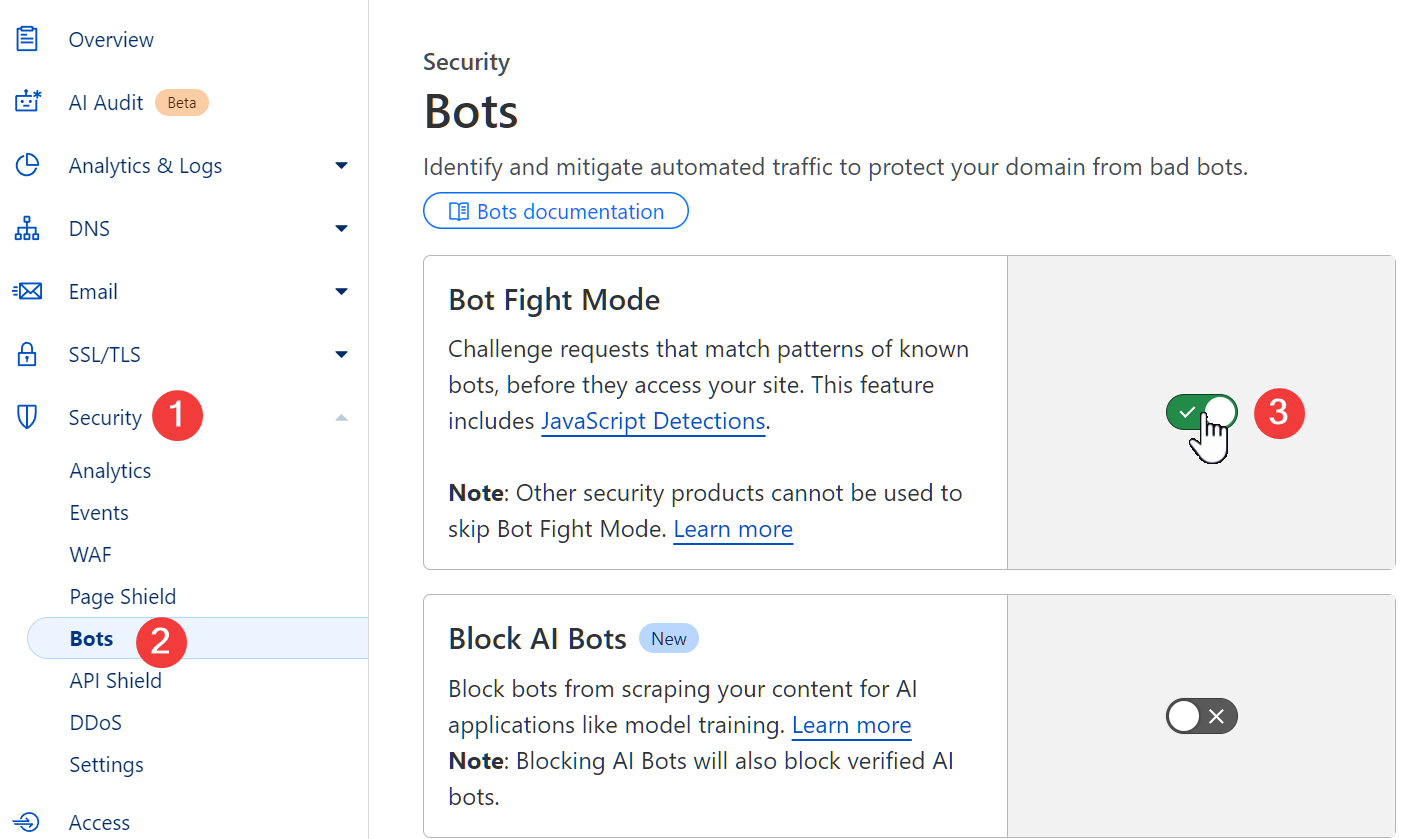 Overview
AI Audit Beta
Analytics & Logs
DNS
Email
SSL/TLS
Security 1
Analytics
Events
WAF
Page Shield
Bots 2
API Shield
DDoS
Settings
Access
Security
Bots
Identify and mitigate automated traffic to protect your domain from bad bots.
Bots documentation
Bot Fight Mode
Challenge requests that match patterns of known
bots, before they access your site. This feature
includes JavaScript Detections.
Note: Other security products cannot be used to
skip Bot Fight Mode. Learn more
3
Block AI Bots New
Block bots from scraping your content for AI
applications like model training. Learn more
Note: Blocking AI Bots will also block verified AI
bots.